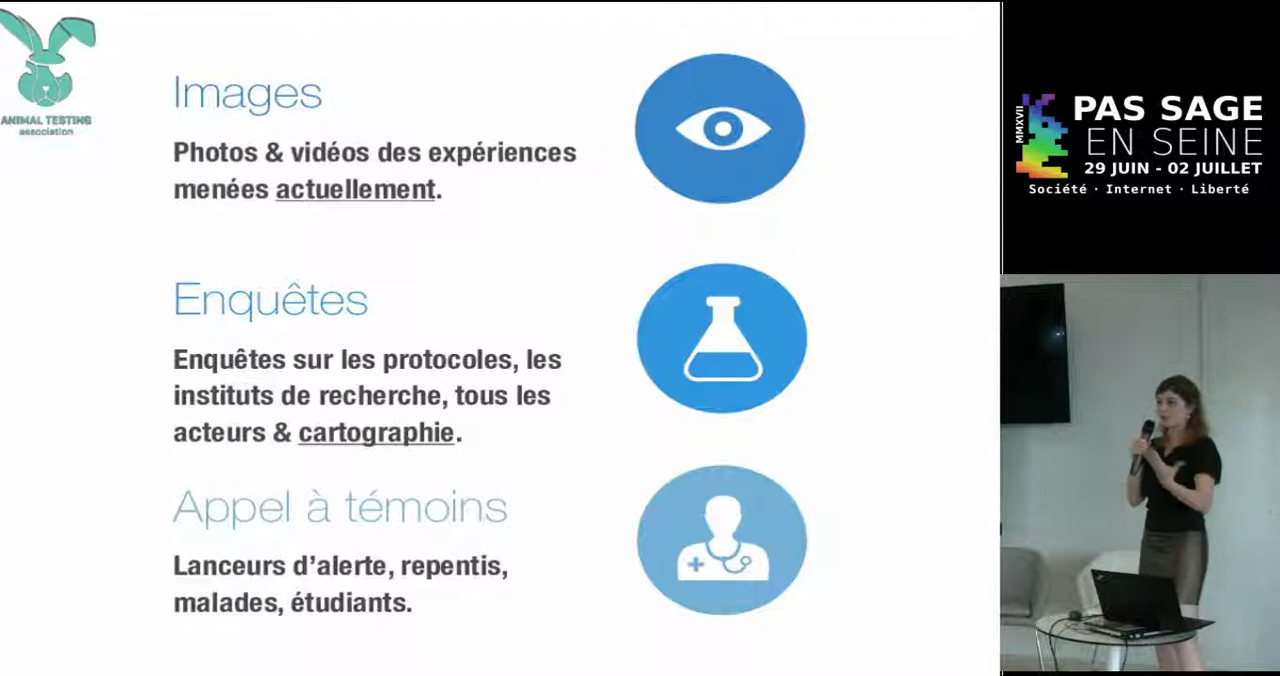 ANIMAL TESTING
association
Images
Photos & vidéos des expériences
menées actuellement.
Enquêtes
Enquêtes sur les protocoles, les
instituts de recherche, tous les
acteurs & cartographie.
Appel à témoins
Lanceurs d’alerte, repentis,
malades, étudiants.
MMXVII
PAS SAGE
EN SEINE
29 JUIN - 02 JUILLET
Société · Internet · Liberté